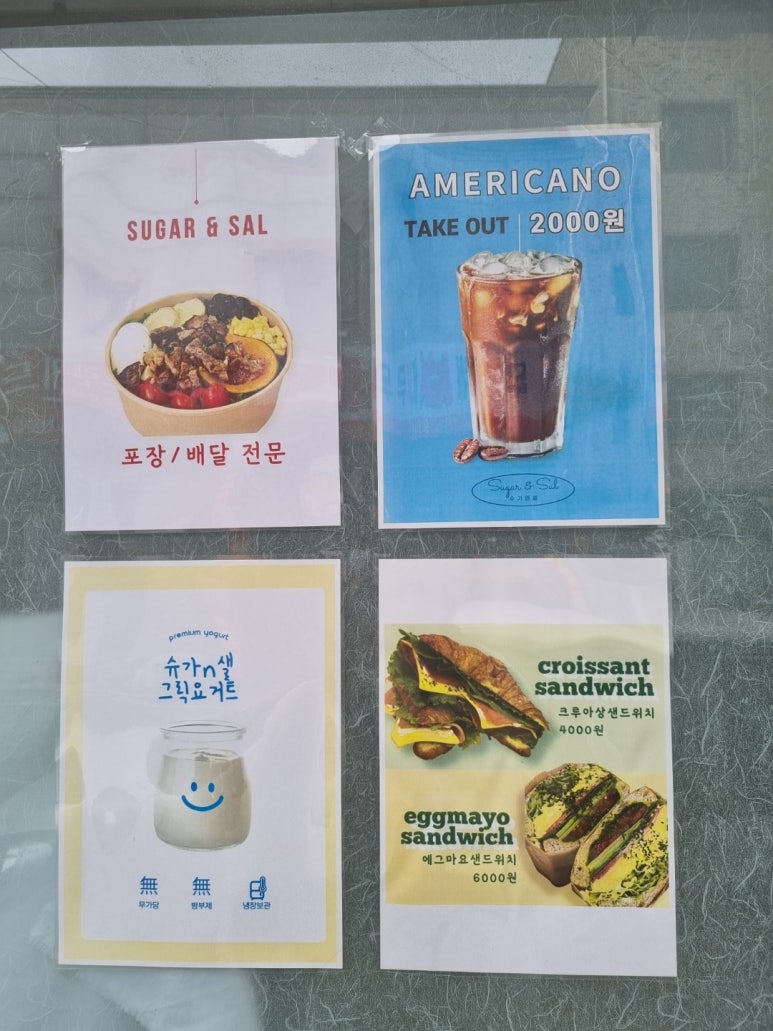 SUGAR & SAL
포장/배달 전문
AMERICANO
TAKE OUT | 2000원
Sugar & Sal
premium yogurt
슈가n샐
그릭요거트
無 無
무가당 방부제 냉장보관
croissant
sandwich
크루아상샌드위치
4000원
eggmayo
sandwich
에그마요샌드위치
6000원